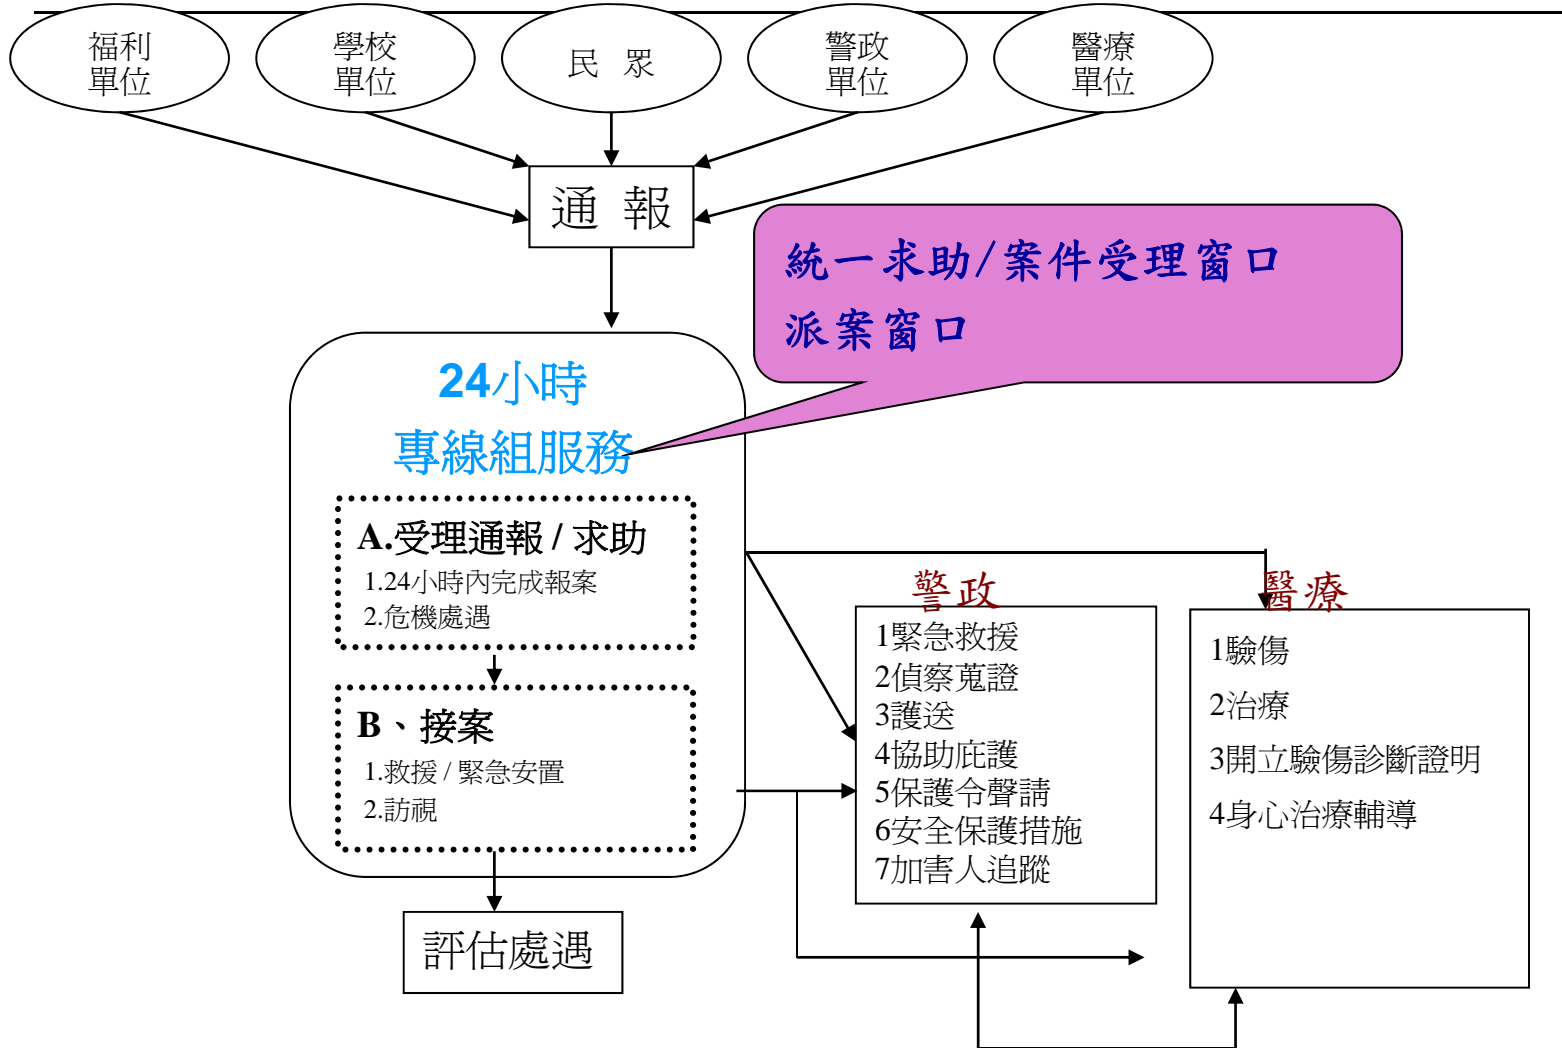 福利
單位
學校
單位
民 眾
警政
單位
醫療
單位
通 報
統一求助/案件受理窗口
派案窗口
24小時
專線組服務
A.受理通報 / 求助
1.24小時內完成報案
2.危機處遇
B、接案
1.救援 / 緊急安置
2.訪視
評估處遇
警政
1緊急救援
2偵察蒐證
3護送
4協助庇護
5保護令聲請
6安全保護措施
7加害人追蹤
醫療
1驗傷
2治療
3開立驗傷診斷證明
4身心治療輔導